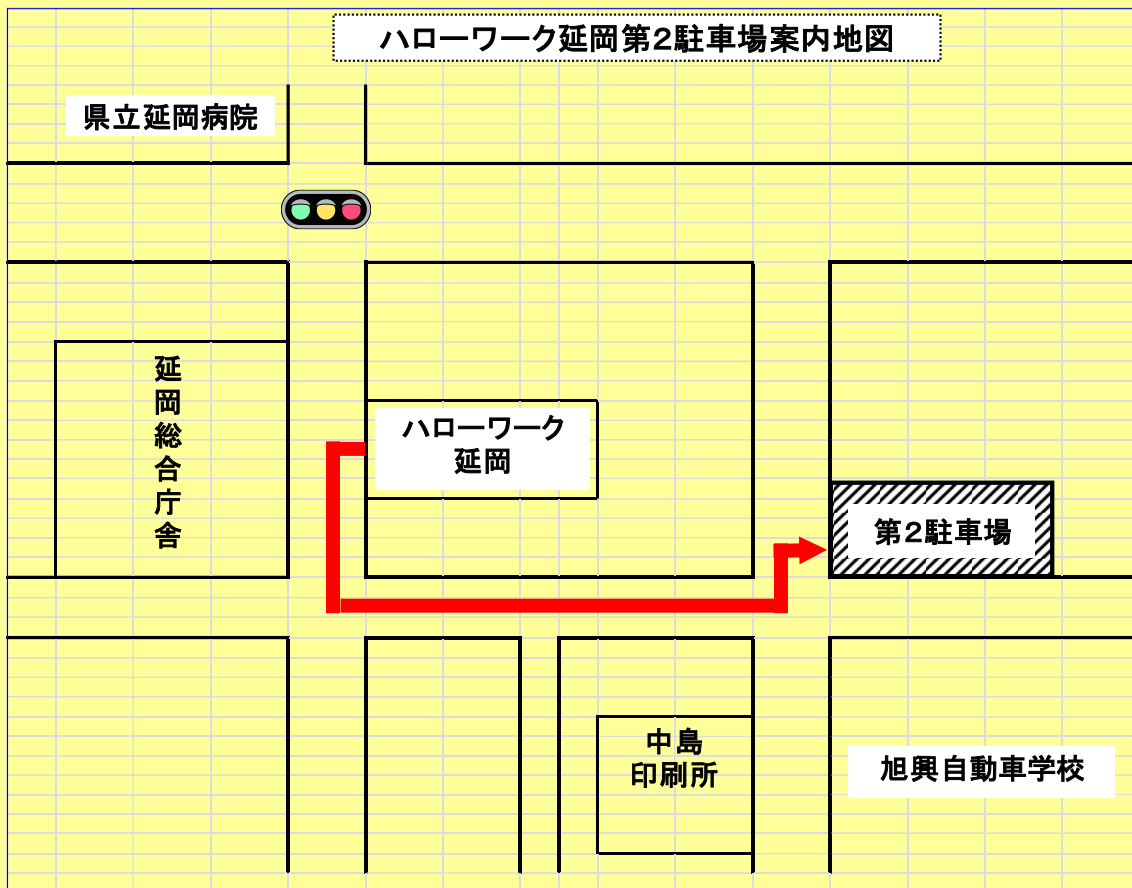 ハローワーク延岡第2駐車場案内地図
県立延岡病院
延岡総合庁舎
ハローワーク
延岡
第2駐車場
中島
印刷所
旭興自動車学校